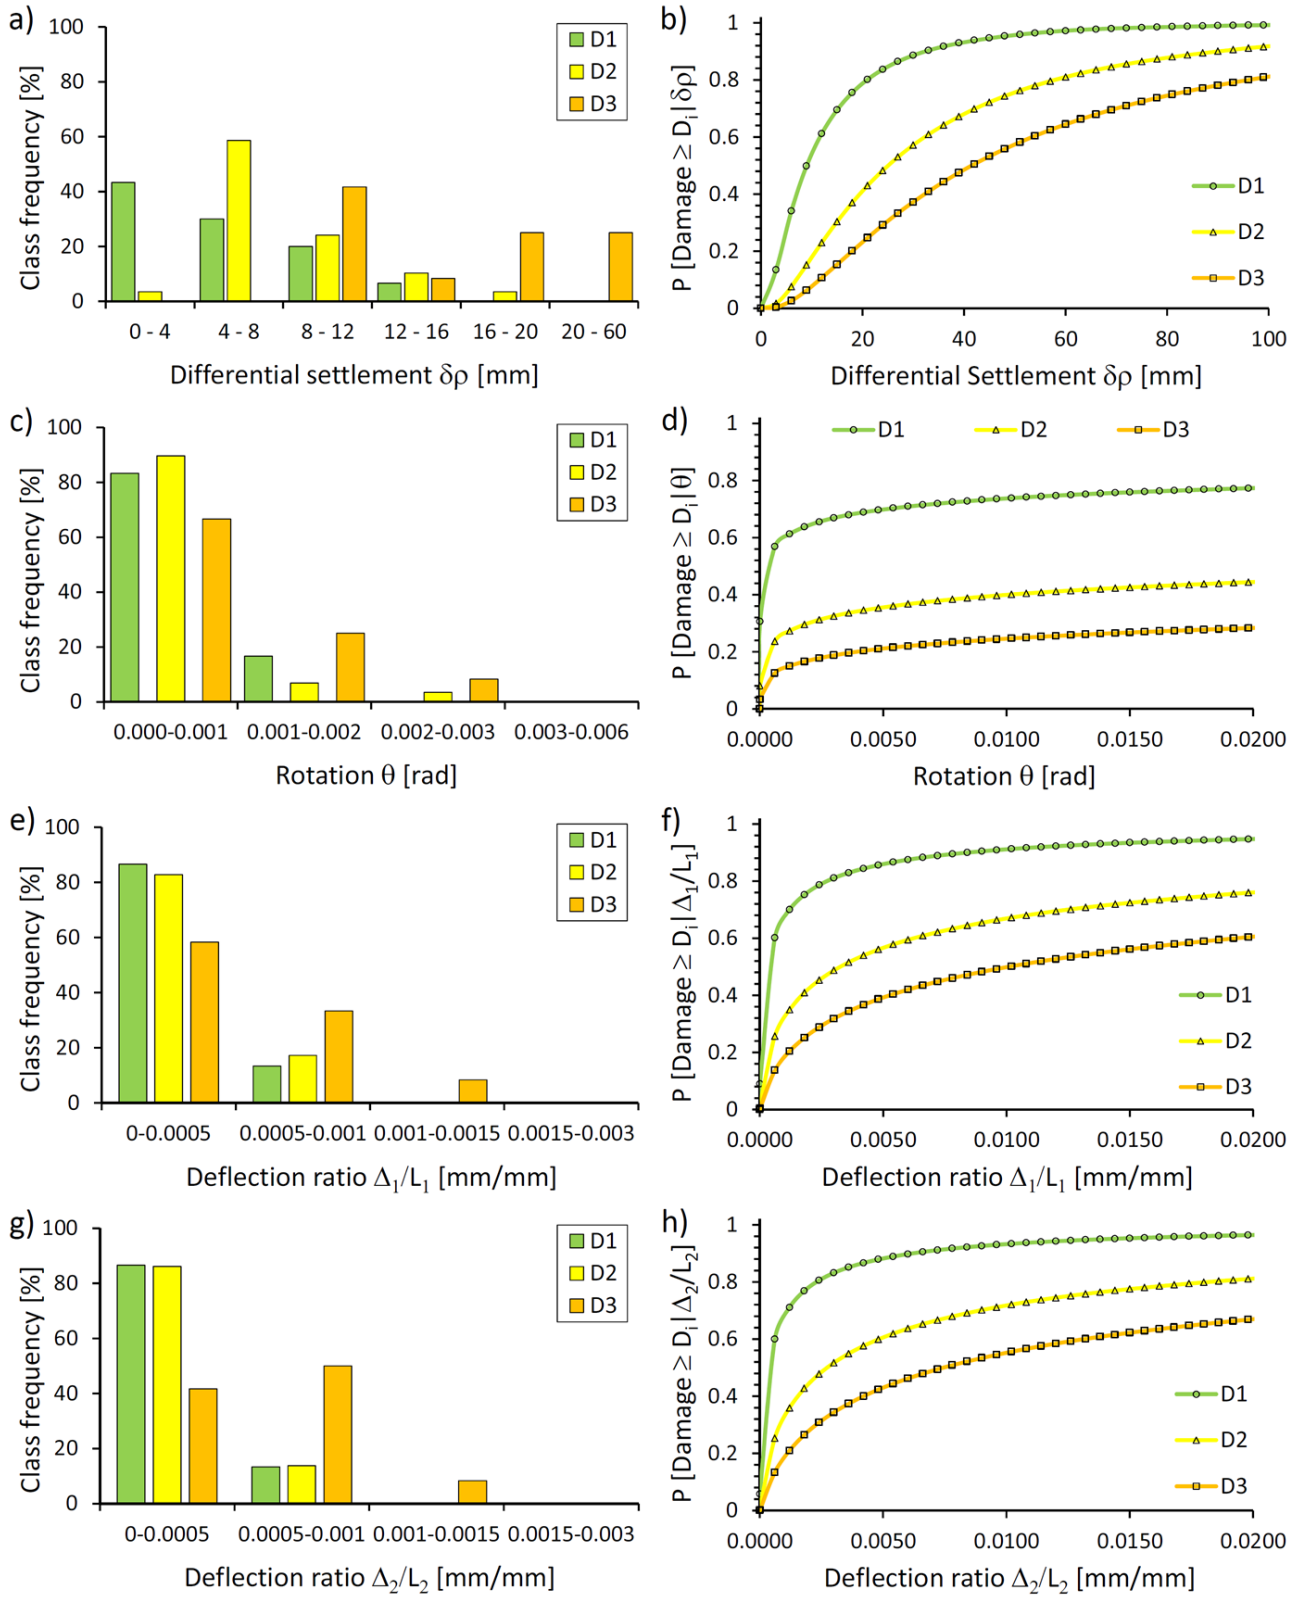 a)
100
80
60
40
20
0
Class frequency [%]
D1
D2
D3
0 - 4 4 - 8 8 - 12 12 - 16 16 - 20 20 - 60
Differential settlement δρ [mm]
b)
1
0.8
0.6
0.4
0.2
0
P [Damage ≥ Di | δρ]
D1
D2
D3
0 20 40 60 80 100
Differential Settlement δρ [mm]
c)
100
80
60
40
20
0
Class frequency [%]
D1
D2
D3
0.000-0.001 0.001-0.002 0.002-0.003 0.003-0.006
Rotation θ [rad]
d)
1
0.8
0.6
0.4
0.2
0
P [Damage ≥ Di | θ]
D1 D2 D3
0.0000 0.0050 0.0100 0.0150 0.0200
Rotation θ [rad]
e)
100
80
60
40
20
0
Class frequency [%]
D1
D2
D3
0-0.0005 0.0005-0.001 0.001-0.0015 0.0015-0.003
Deflection ratio Δ1/L1 [mm/mm]
f)
1
0.8
0.6
0.4
0.2
0
P [Damage ≥ Di | Δ1/L1]
D1
D2
D3
0.0000 0.0050 0.0100 0.0150 0.0200
Deflection ratio Δ1/L1 [mm/mm]
g)
100
80
60
40
20
0
Class frequency [%]
D1
D2
D3
0-0.0005 0.0005-0.001 0.001-0.0015 0.0015-0.003
Deflection ratio Δ2/L2 [mm/mm]
h)
1
0.8
0.6
0.4
0.2
0
P [Damage ≥ Di | Δ2/L2]
D1
D2
D3
0.0000 0.0050 0.0100 0.0150 0.0200
Deflection ratio Δ2/L2 [mm/mm]